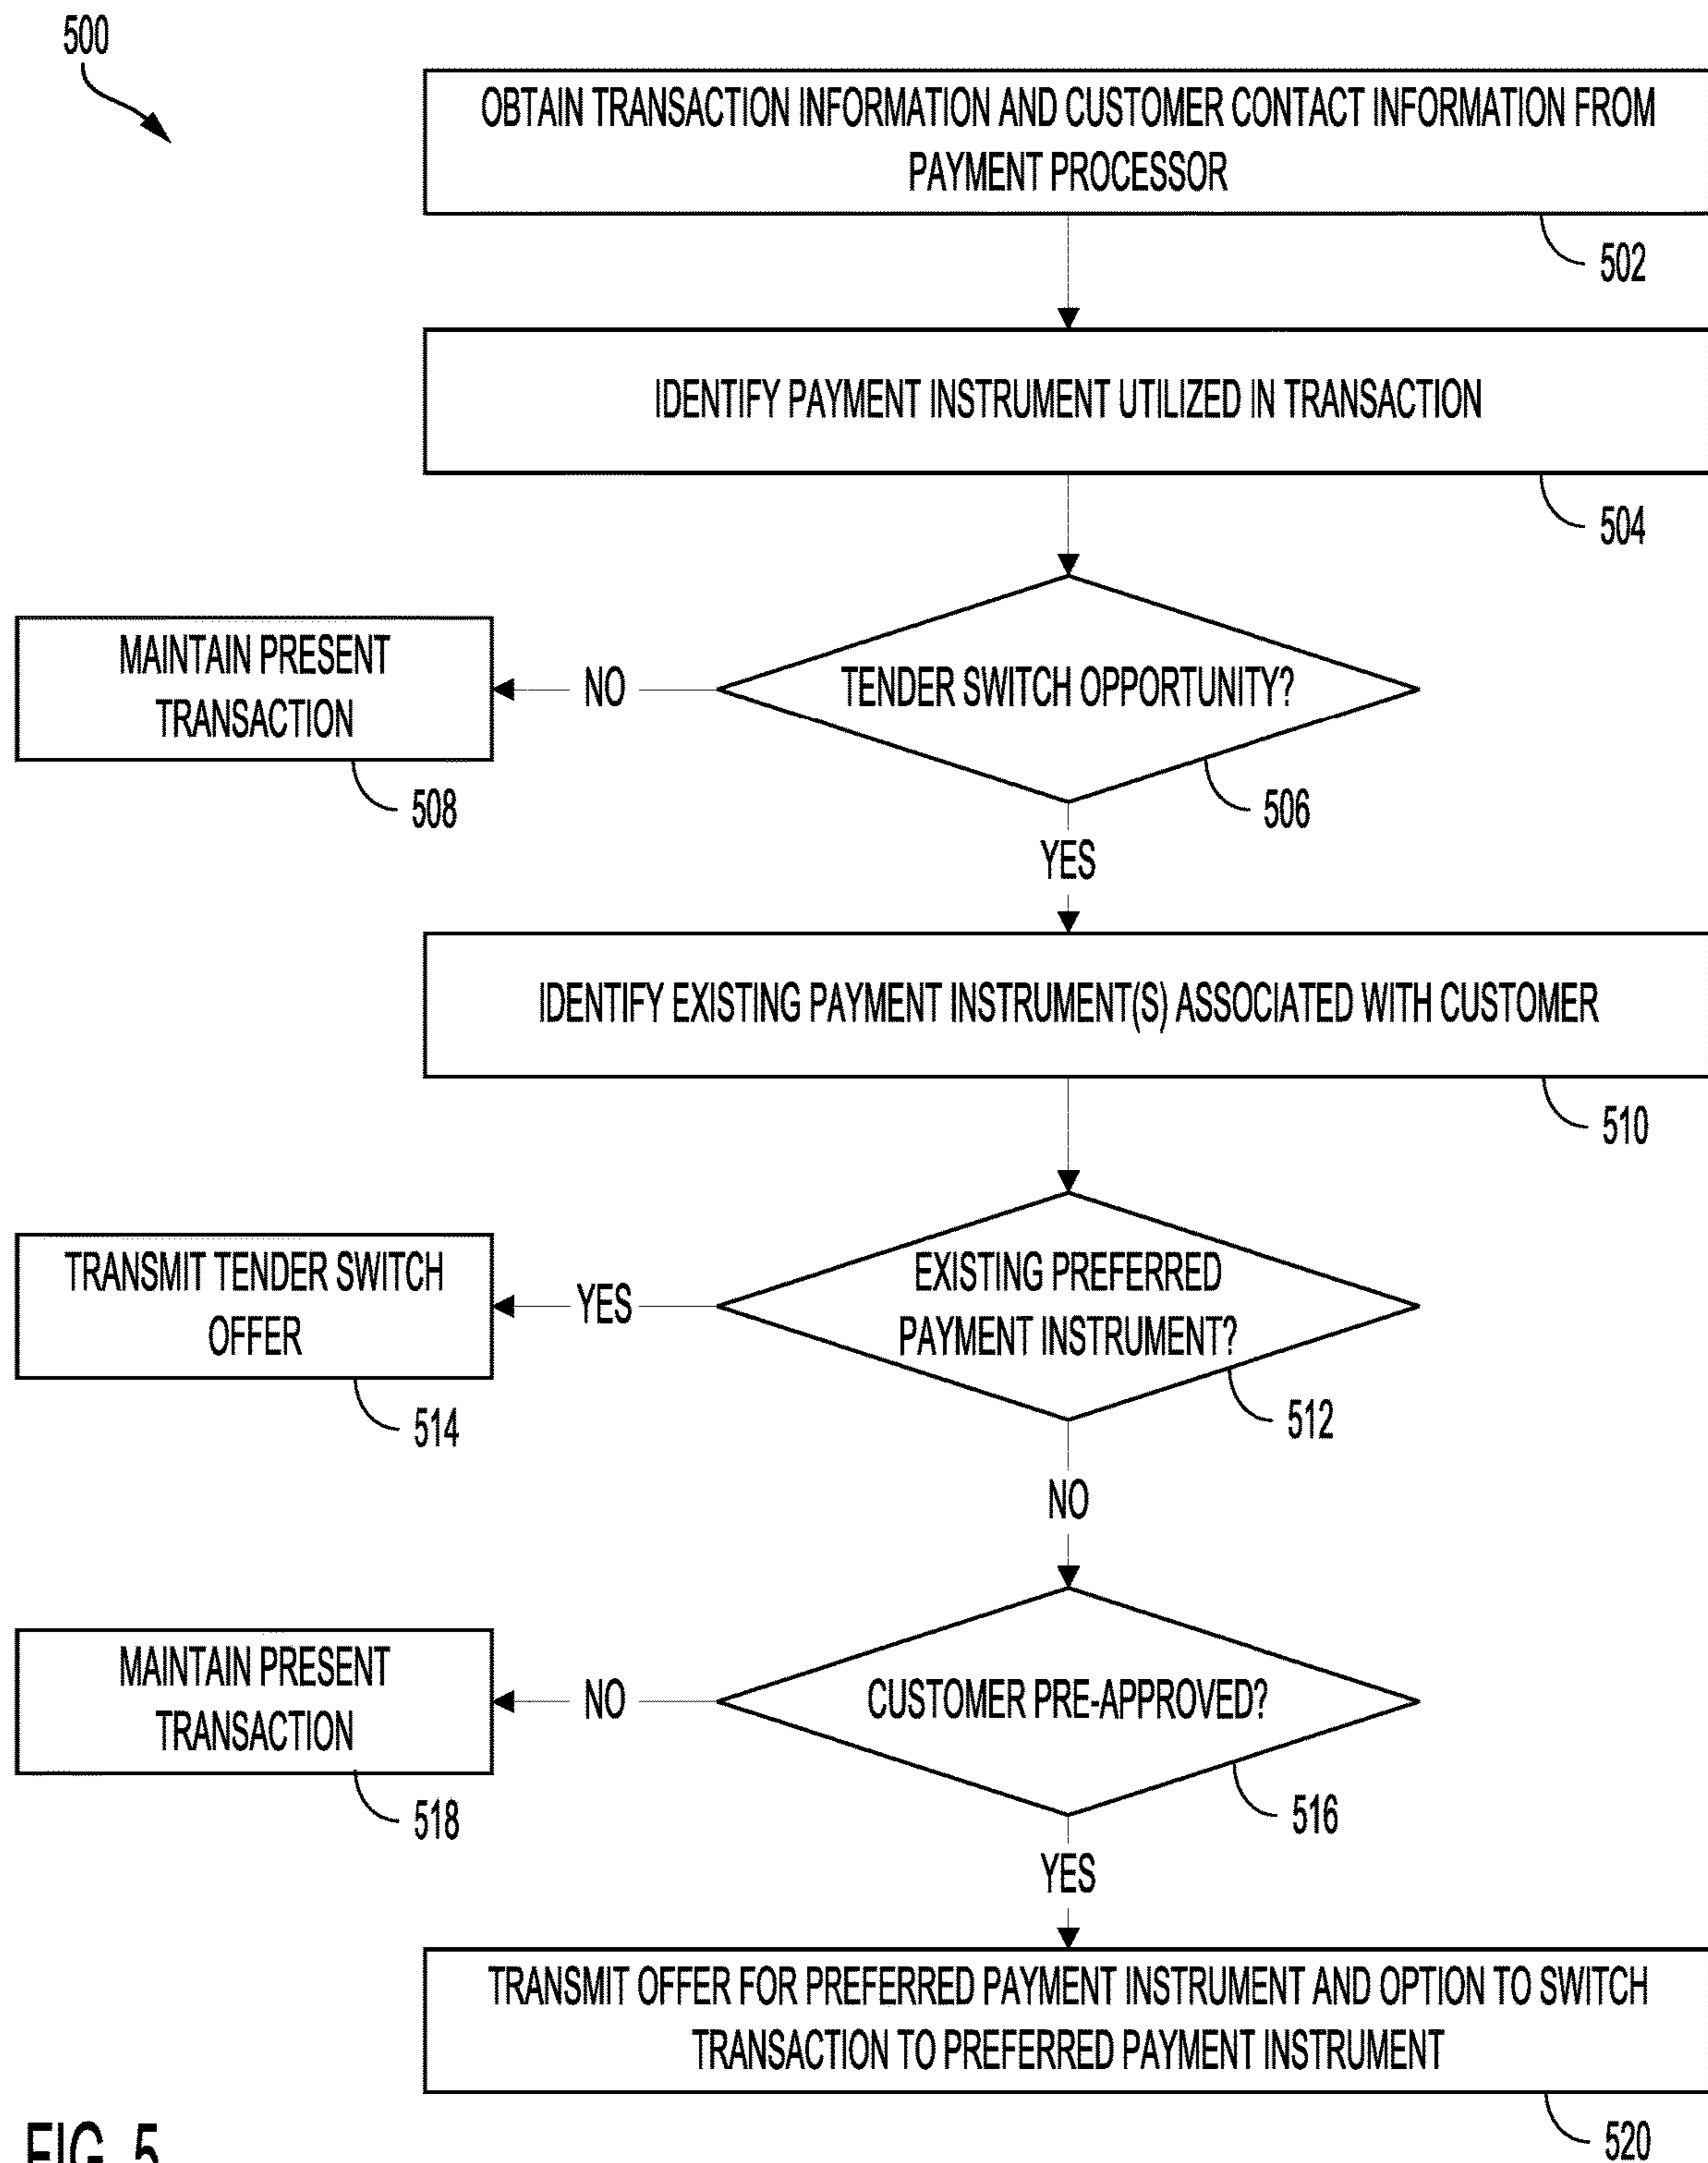 500
OBTAIN TRANSACTION INFORMATION AND CUSTOMER CONTACT INFORMATION FROM
PAYMENT PROCESSOR
502
IDENTIFY PAYMENT INSTRUMENT UTILIZED IN TRANSACTION
504
TENDER SWITCH OPPORTUNITY?
506
NO
MAINTAIN PRESENT
TRANSACTION
508
YES
IDENTIFY EXISTING PAYMENT INSTRUMENT(S) ASSOCIATED WITH CUSTOMER
510
EXISTING PREFERRED
PAYMENT INSTRUMENT?
512
YES
TRANSMIT TENDER SWITCH
OFFER
514
NO
CUSTOMER PRE-APPROVED?
516
NO
MAINTAIN PRESENT
TRANSACTION
518
YES
TRANSMIT OFFER FOR PREFERRED PAYMENT INSTRUMENT AND OPTION TO SWITCH
TRANSACTION TO PREFERRED PAYMENT INSTRUMENT
520
FIG. 5